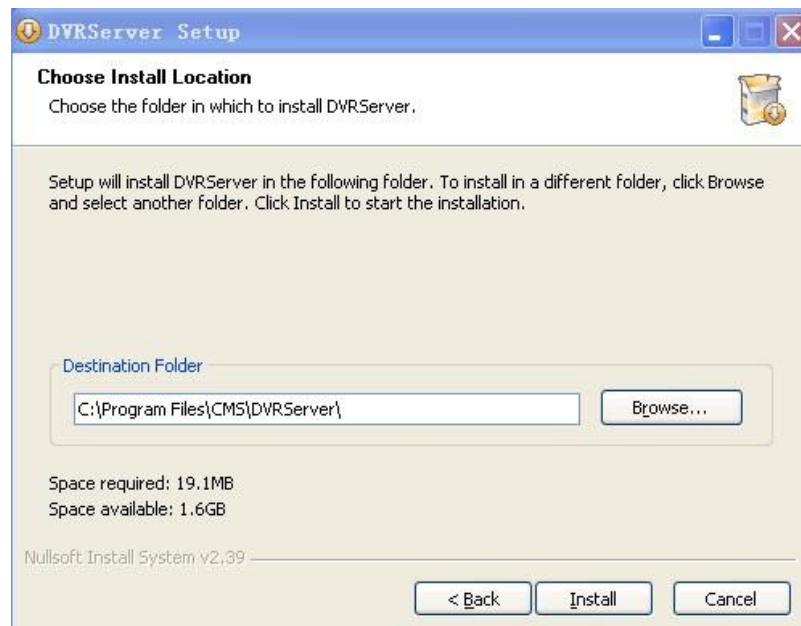 DVRServer Setup
Choose Install Location
Choose the folder in which to install DVRServer.
Setup will install DVRServer in the following folder. To install in a different folder, click Browse
and select another folder. Click Install to start the installation.
Destination Folder
C:\Program Files\CMS\DVRServer\
Browse...
Space required: 19.1MB
Space available: 1.6GB
Nullsoft Install System v2.39
< Back
Install
Cancel